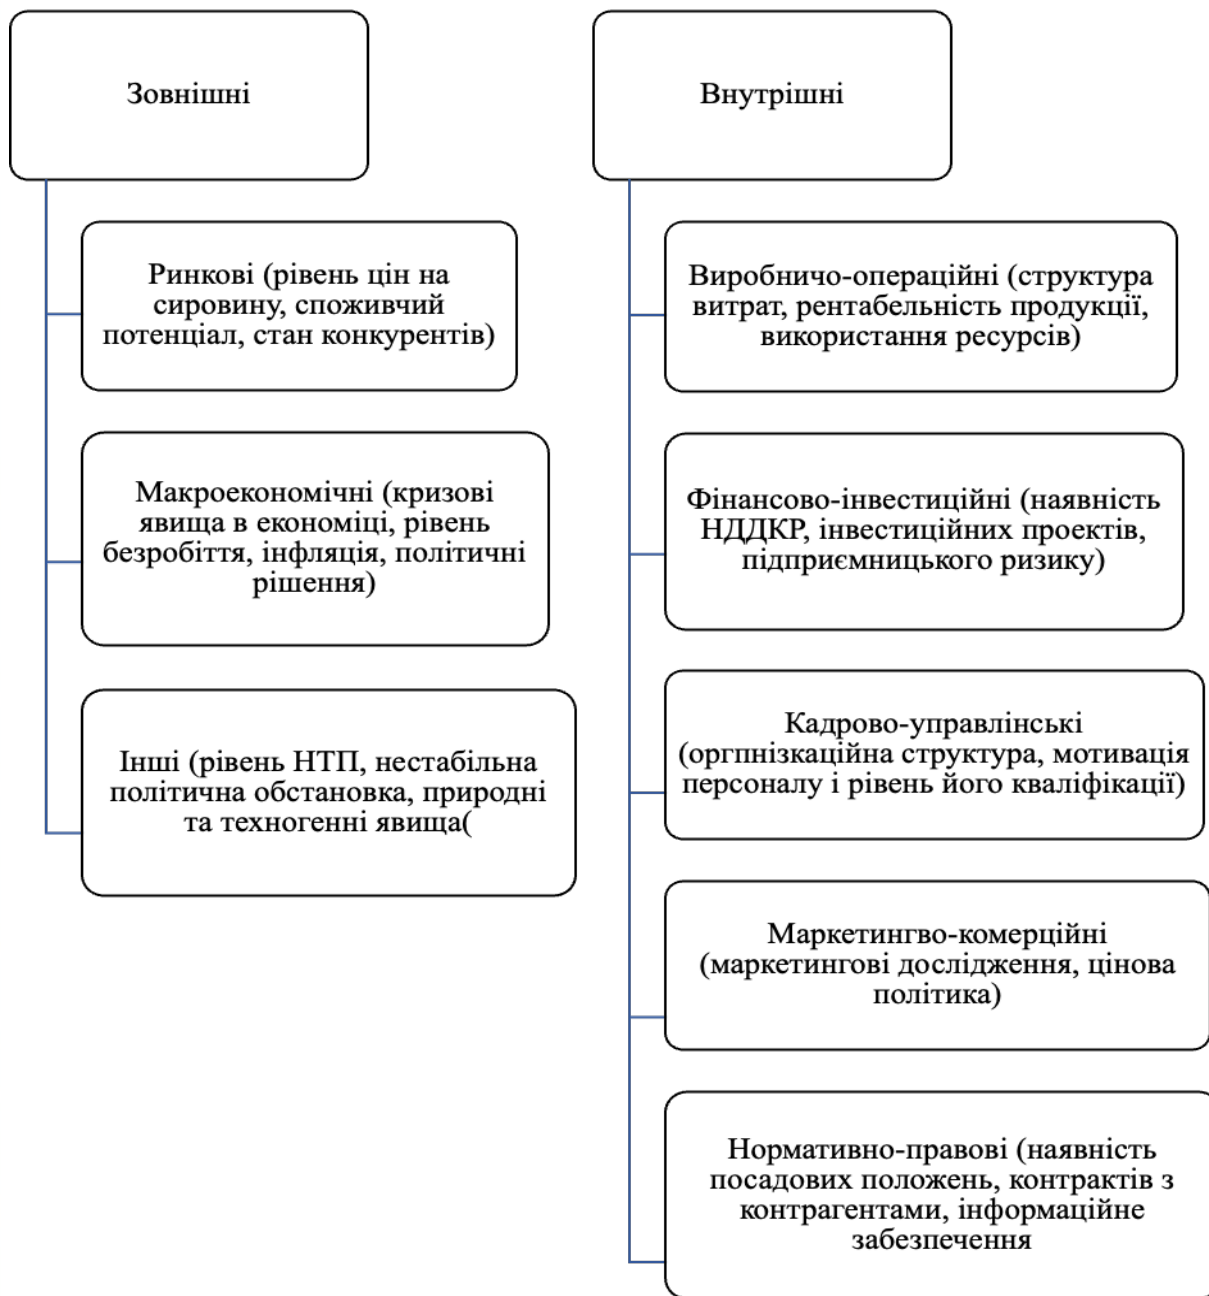 Зовнішні
Ринкові (рівень цін на
сировину, споживчий
потенціал, стан конкурентів)
Макроекономічні (кризові
явища в економіці, рівень
безробіття, інфляція, політичні
рішення)
Інші (рівень НТП, нестабільна
політична обстановка, природні
та техногенні явища(
Внутрішні
Виробничо-операційні (структура
витрат, рентабельність продукції,
використання ресурсів)
Фінансово-інвестиційні (наявність
НДДКР, інвестиційних проектів,
підприємницького ризику)
Кадрово-управлінські
(оргпнізкаційна структура, мотивація
персоналу і рівень його кваліфікації)
Маркетингво-комерційні
(маркетингові дослідження, цінова
політика)
Нормативно-правові (наявність
посадових положень, контрактів з
контрагентами, інформаційне
забезпечення